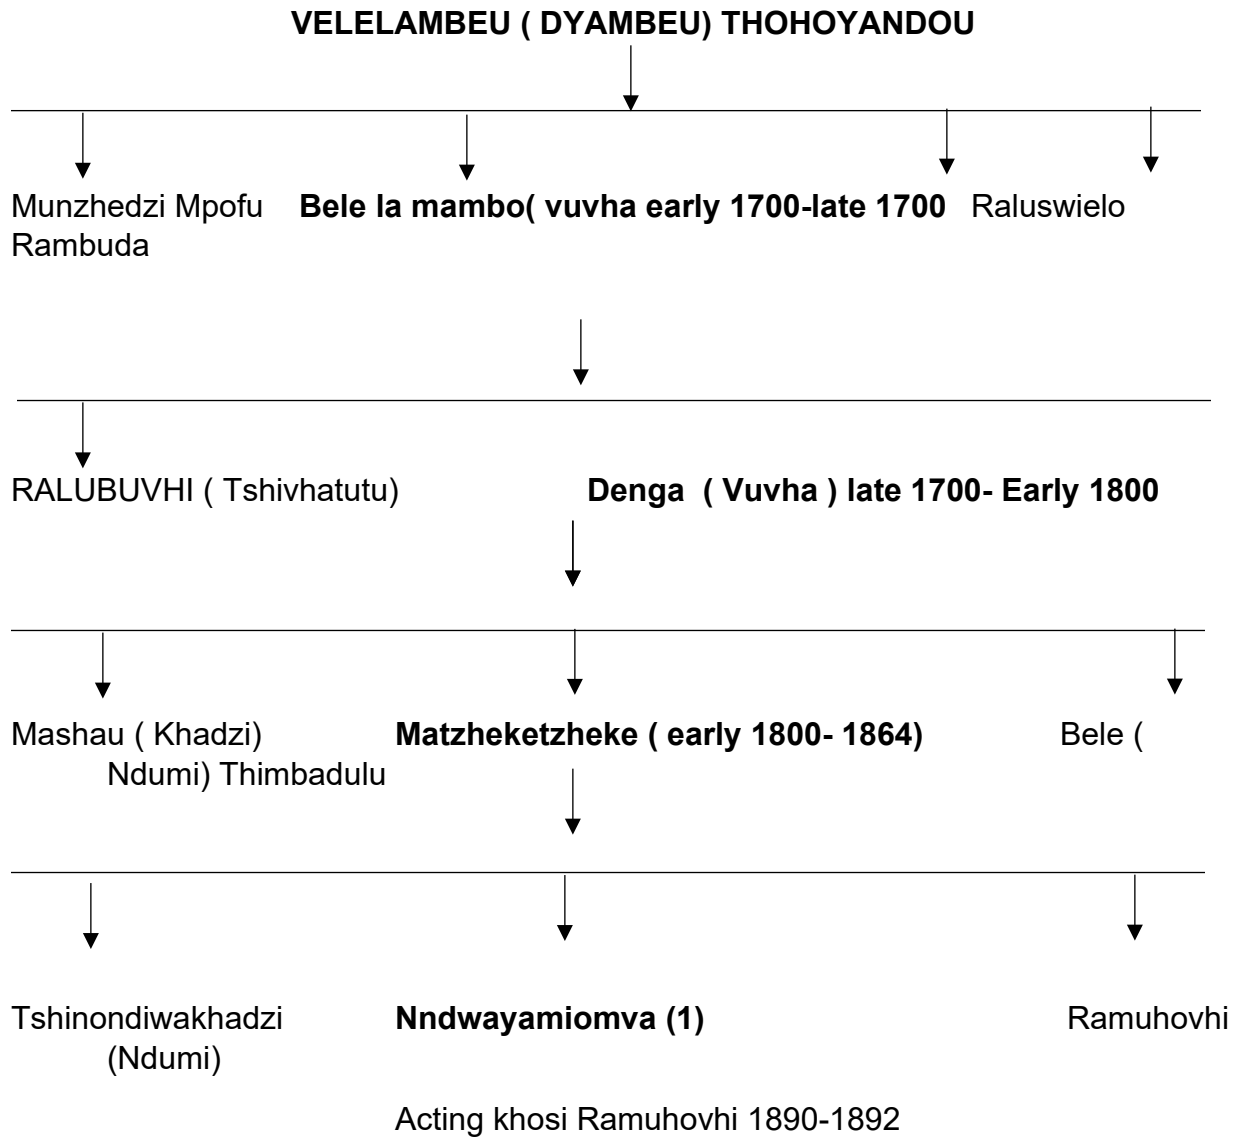 VELELAMBEU ( DYAMBEU) THOHOYANDOU
Munzhedzi Mpofu Bele la mambo( vuvha early 1700-late 1700 Raluswielo
Rambuda
RALUBUVHI ( Tshivhatutu) Denga ( Vuvha ) late 1700- Early 1800
Mashau ( Khadzi) Matzheketzheke ( early 1800- 1864) Bele (
Ndumi) Thimbadulu
Tshinondiwakhadzi Nndwayamiomva (1) Ramuhovhi
(Ndumi)
Acting khosi Ramuhovhi 1890-1892